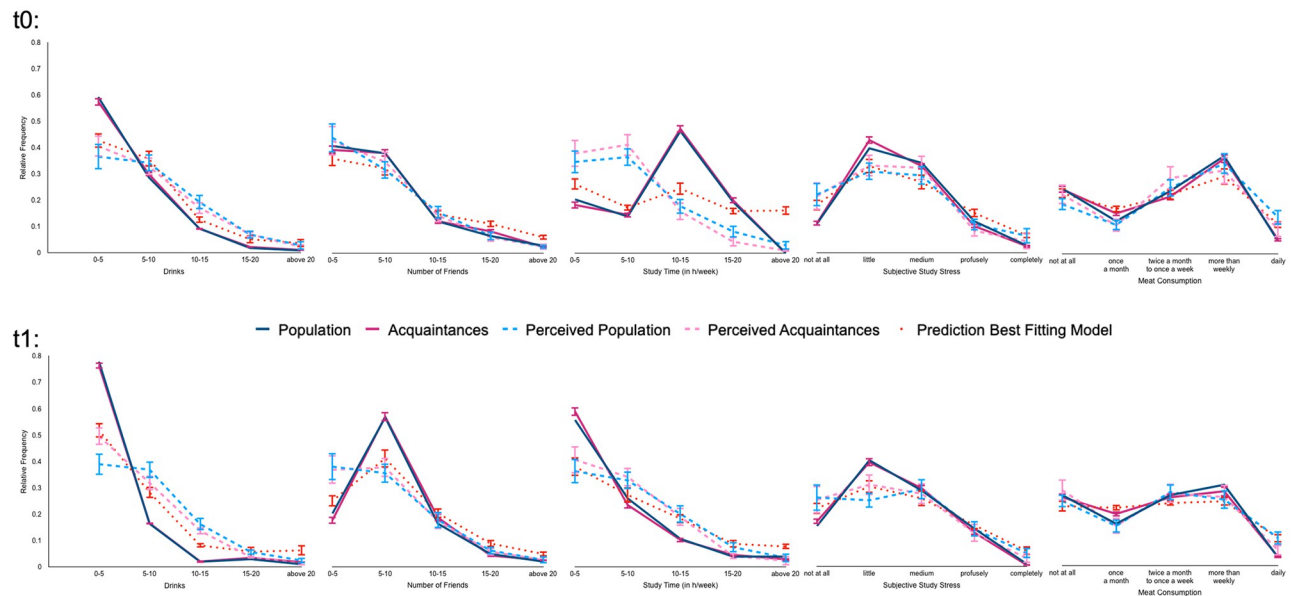 t0:
0.8
0.7
0.6
0.5
0.4
0.3
0.2
0.1
0
Relative Frequency
0-5 5-10 10-15 15-20 above 20
Drinks
0-5 5-10 10-15 15-20 above 20
Number of Friends
0-5 5-10 10-15 15-20 above 20
Study Time (in h/week)
not at all little medium profusely completely
Subjective Study Stress
not at all once a month twice a month to once a week more than weekly daily
Meat Consumption
Population Acquaintances Perceived Population Perceived Acquaintances Prediction Best Fitting Model
t1:
0.8
0.7
0.6
0.5
0.4
0.3
0.2
0.1
0
Relative Frequency
0-5 5-10 10-15 15-20 above 20
Drinks
0-5 5-10 10-15 15-20 above 20
Number of Friends
0-5 5-10 10-15 15-20 above 20
Study Time (in h/week)
not at all little medium profusely completely
Subjective Study Stress
not at all once a month twice a month to once a week more than weekly daily
Meat Consumption